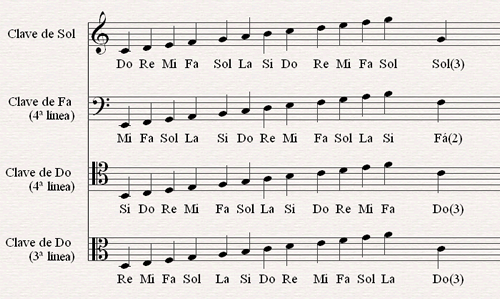 Clave de Sol
Do Re Mi Fa Sol La Si Do Re Mi Fa Sol Sol(3)
Clave de Fa
(4ª linea)
Mi Fa Sol La Si Do Re Mi Fa Sol La Si Fá(2)
Clave de Do
(4ª linea)
Si Do Re Mi Fa Sol La Si Do Re Mi Fa Do(3)
Clave de Do
(3ª linea)
Re Mi Fa Sol La Si Do Re Mi Fa Sol La Do(3)